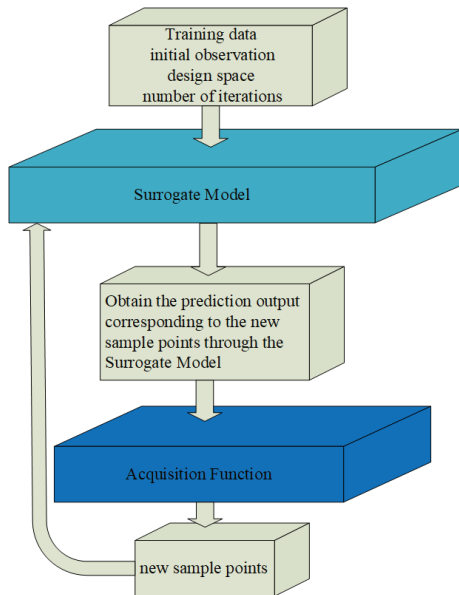 Training data
initial observation
design space
number of iterations
Surrogate Model
Obtain the prediction output
corresponding to the new
sample points through the
Surrogate Model
Acquisition Function
new sample points